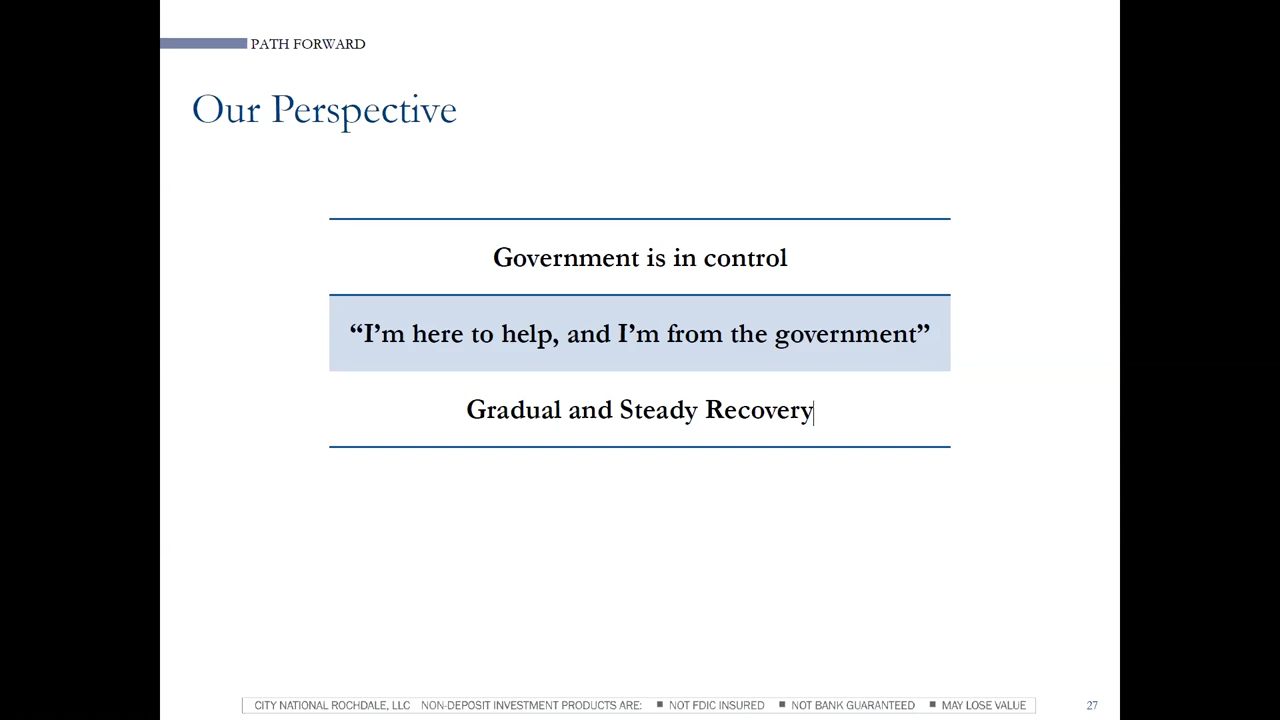 PATH FORWARD
Our Perspective
Government is in control
“I’m here to help, and I’m from the government”
Gradual and Steady Recovery
CITY NATIONAL ROCHDALE, LLC NON-DEPOSIT INVESTMENT PRODUCTS ARE: ■ NOT FDIC INSURED ■ NOT BANK GUARANTEED ■ MAY LOSE VALUE 27